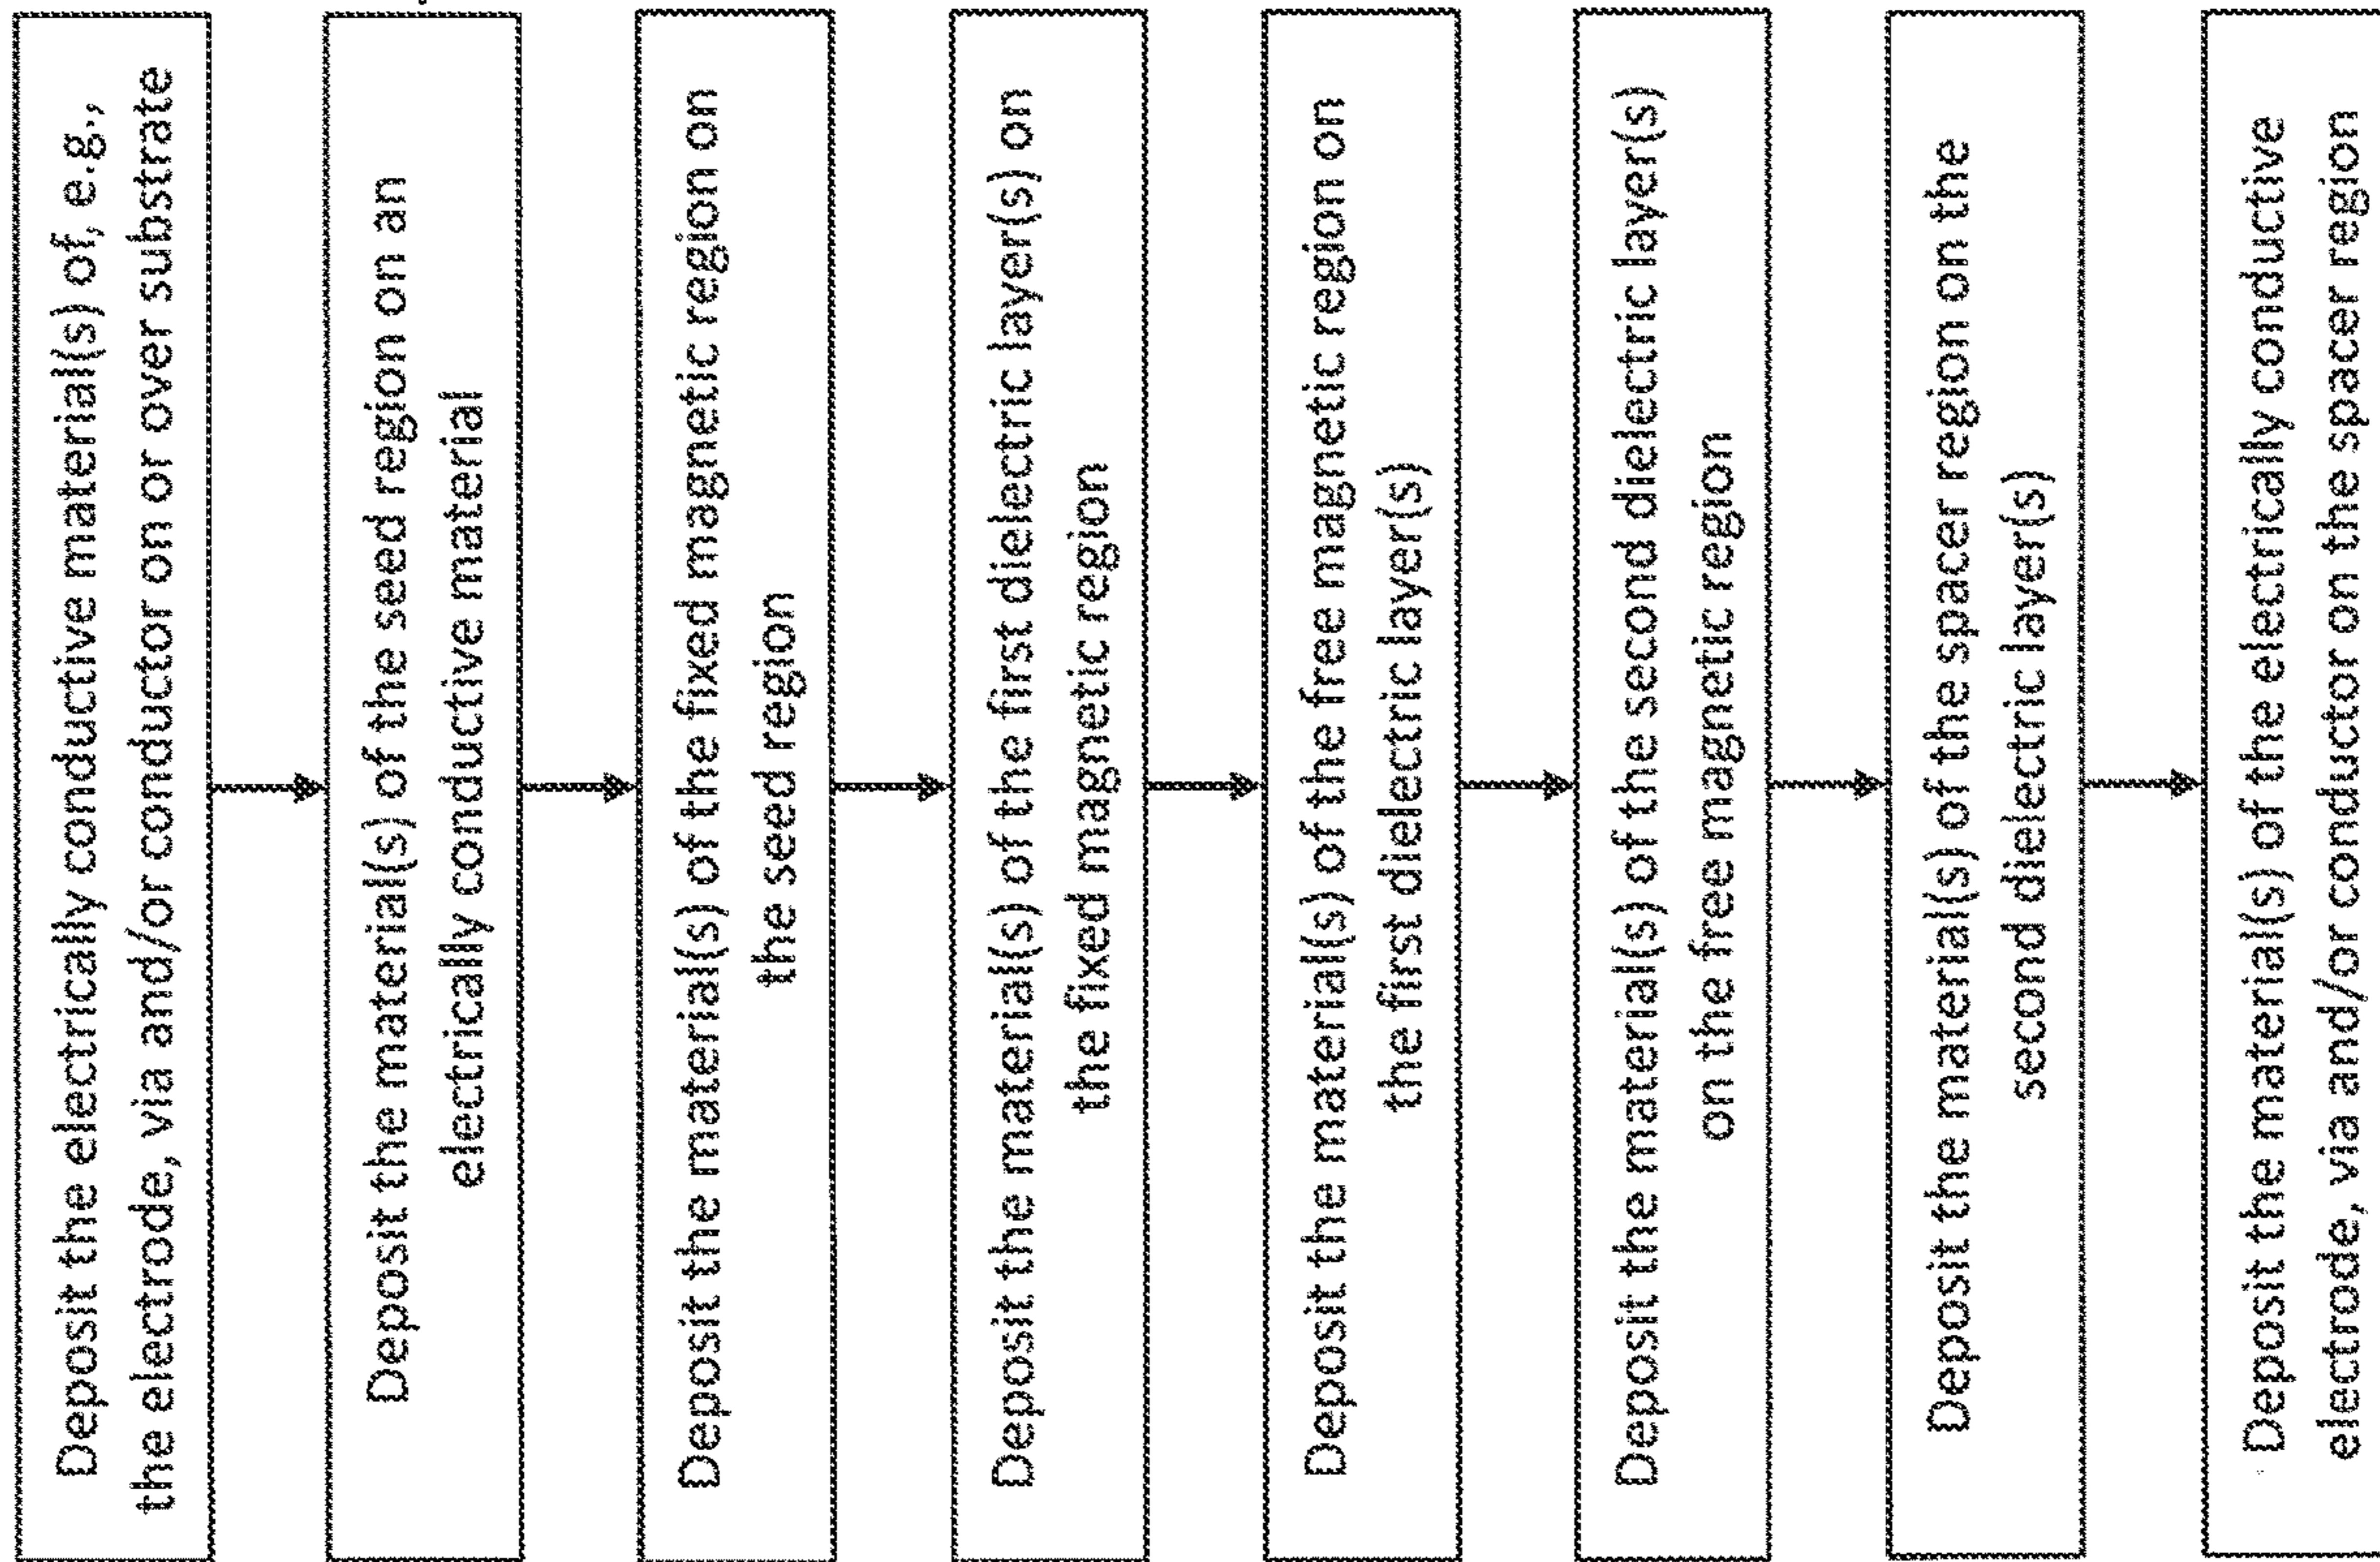 Deposit the electrically conductive material(s) of, e.g.,
the electrode, via and/or conductor on or over substrate
Deposit the material(s) of the seed region on an
electrically conductive material
Deposit the material(s) of the fixed magnetic region on
the seed region
Deposit the material(s) of the first dielectric layer(s) on
the fixed magnetic region
Deposit the material(s) of the free magnetic region on
the first dielectric layer(s)
Deposit the material(s) of the second dielectric layer(s)
on the free magnetic region
Deposit the material(s) of the spacer region on the
second dielectric layer(s)
Deposit the material(s) of the electrically conductive
electrode, via and/or conductor on the spacer region